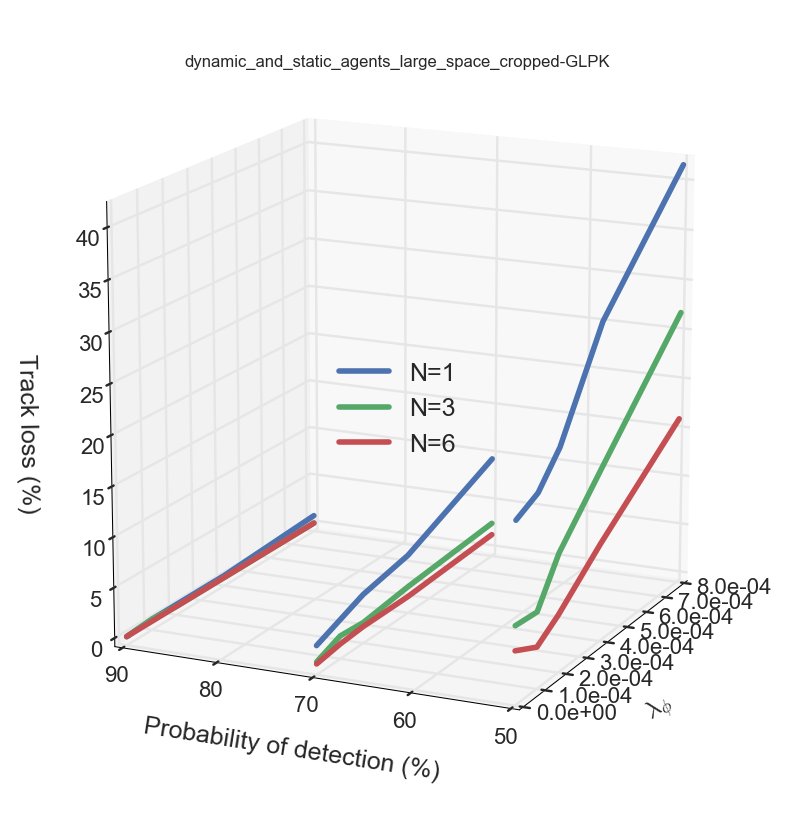 dynamic_and_static_agents_large_space_cropped-GLPK
40
35
30
25
20
15
10
5
0
Track loss (%)
N=1
N=3
N=6
90
80
70
60
50
Probability of detection (%)
8.0e-04
7.0e-04
6.0e-04
5.0e-04
4.0e-04
3.0e-04
2.0e-04
1.0e-04
0.0e+00
λϕ